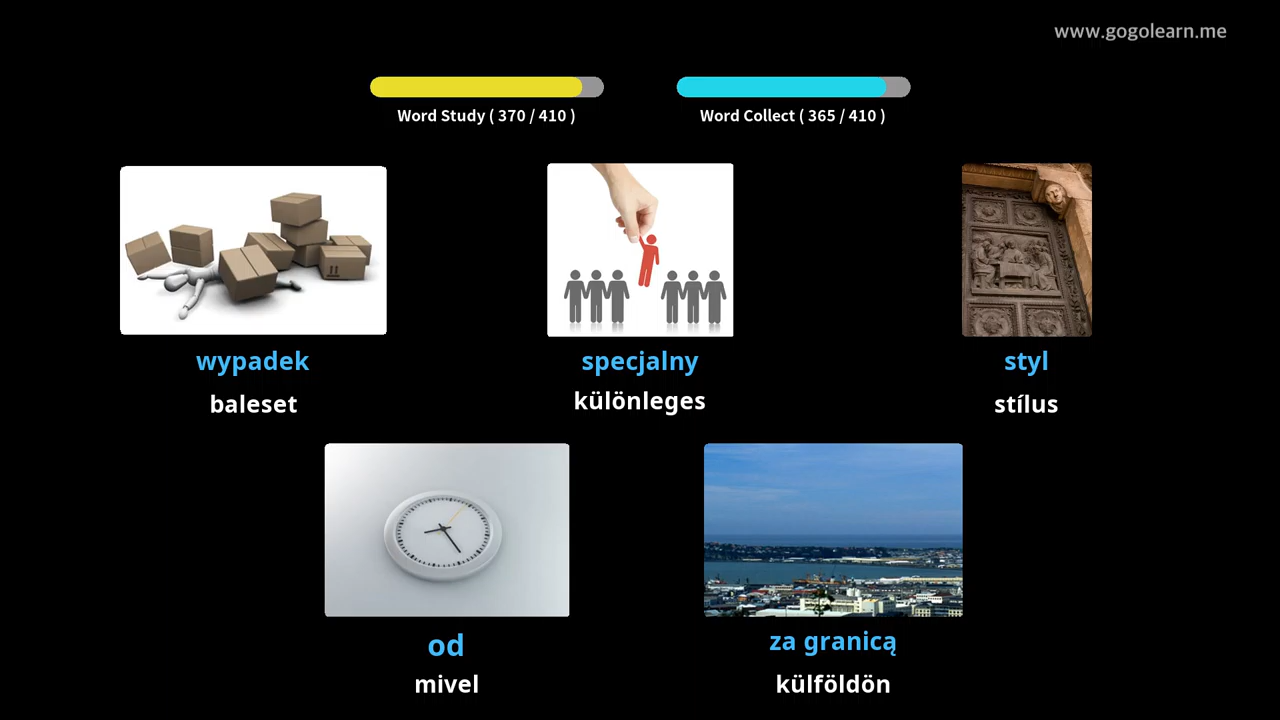 www.gogolearn.me
Word Study ( 370 / 410 )
Word Collect ( 365 / 410 )
wypadek
specjalny
styl
baleset
különleges
stílus
od
za granicą
mivel
külföldön